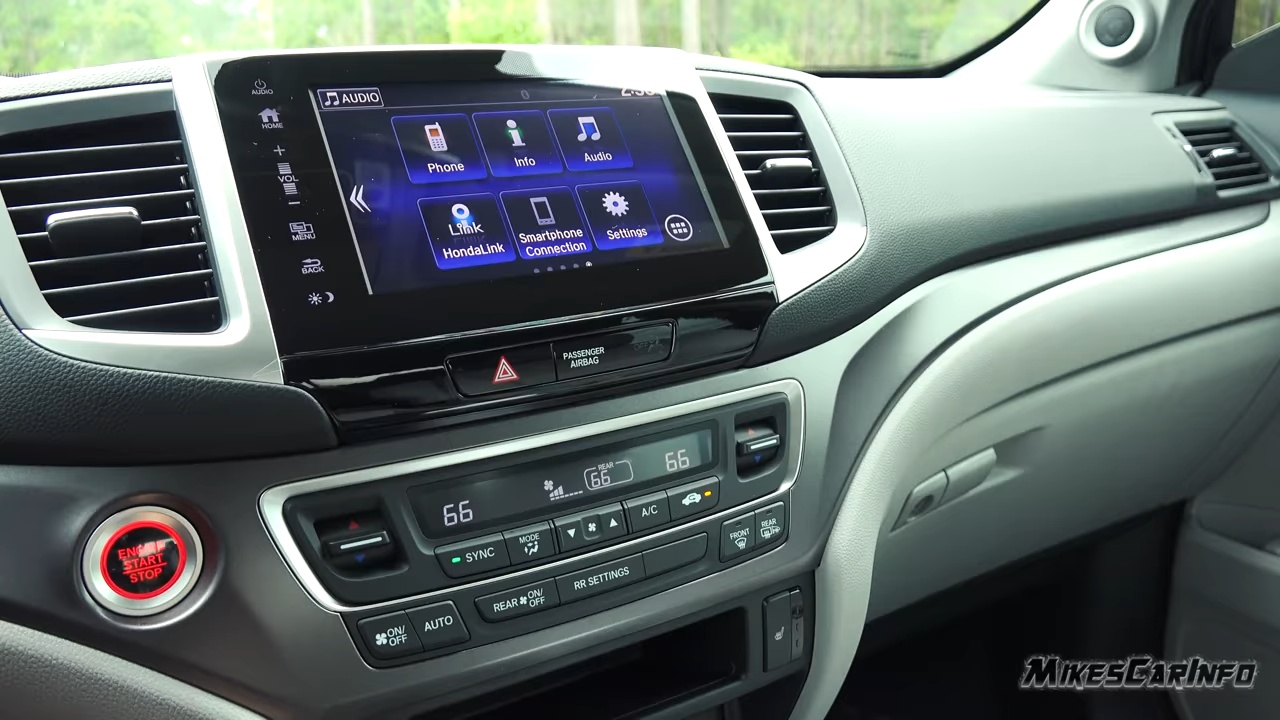 AUDIO
HOME
+
VOL
−
MENU
BACK
AUDIO
Phone
Info
Audio
Link
HondaLink
Smartphone
Connection
Settings
PASSENGER
AIRBAG
66
REAR
66
66
SYNC
MODE
A/C
FRONT
REAR
ON/
OFF
AUTO
REAR ON/
OFF
RR SETTINGS
ENGINE
START
STOP
MIKESCARINFO